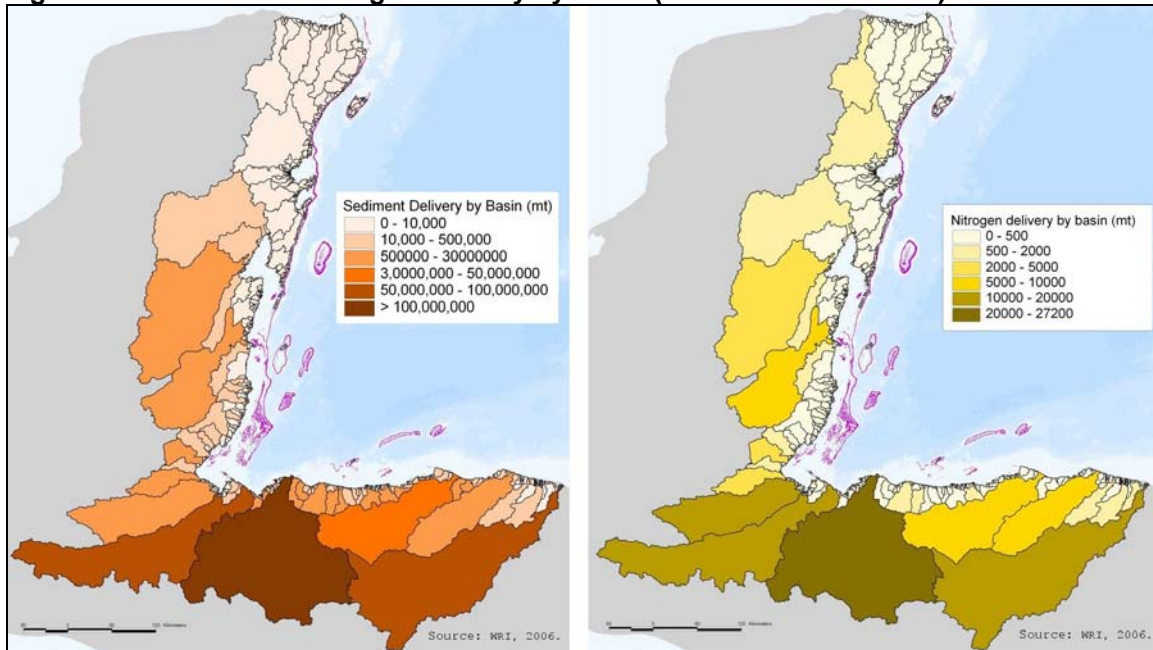 Sediment Delivery by Basin (mt)
0 - 10,000
10,000 - 500,000
500000 - 30000000
3,0000000 - 50,000,000
50,000,000 - 100,000,000
> 100,000,000
Source: WRI, 2006.
Nitrogen delivery by basin (mt)
0 - 500
500 - 2000
2000 - 5000
5000 - 10000
10000 - 20000
20000 - 27200
Source: WRI, 2006.